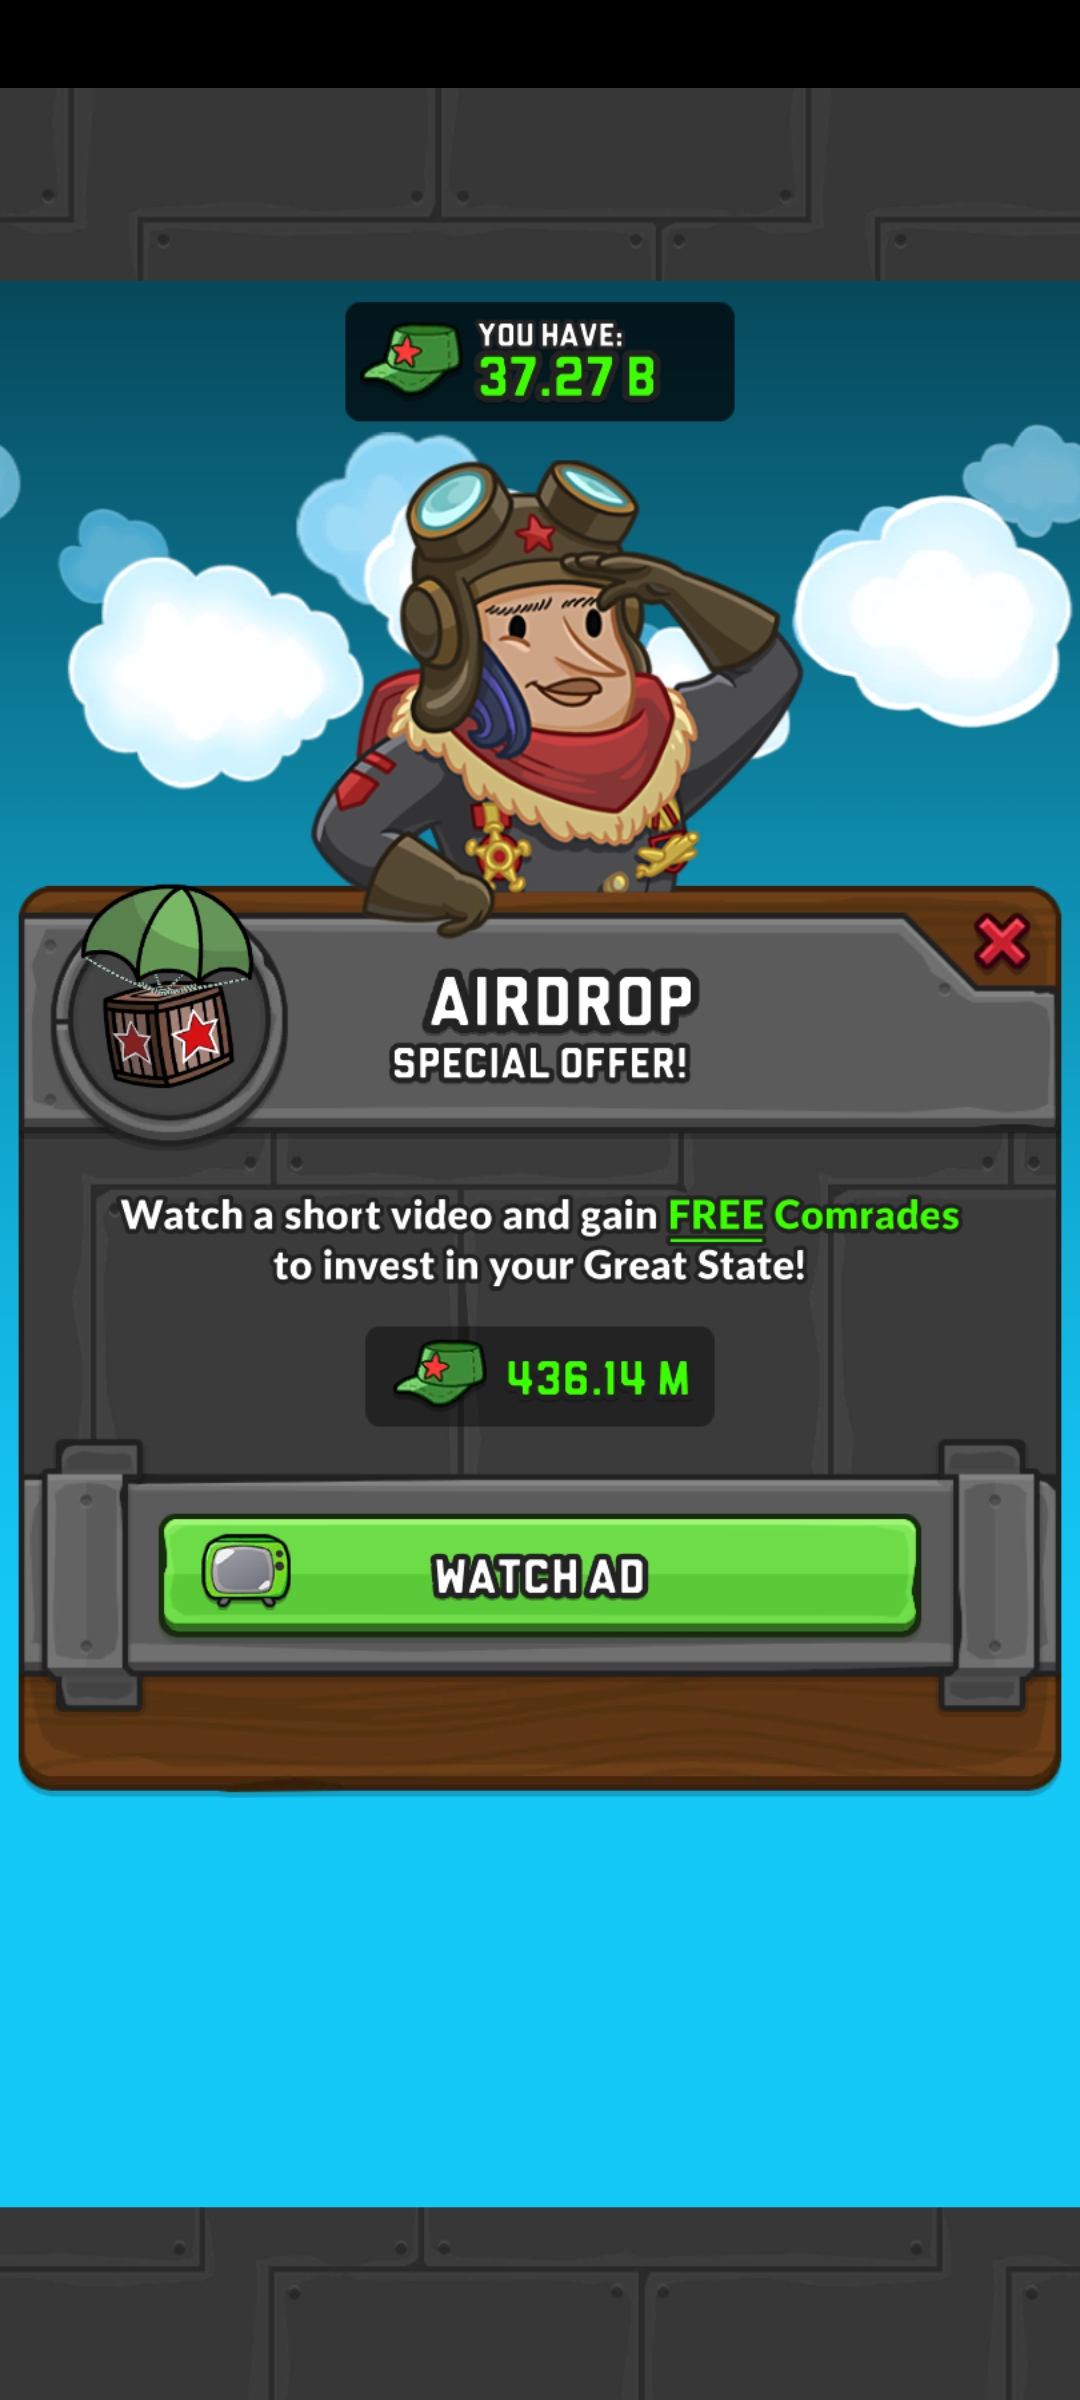 YOU HAVE:
37.27 B
AIRDROP
SPECIAL OFFER!
Watch a short video and gain FREE Comrades
to invest in your Great State!
436.14 M
WATCH AD